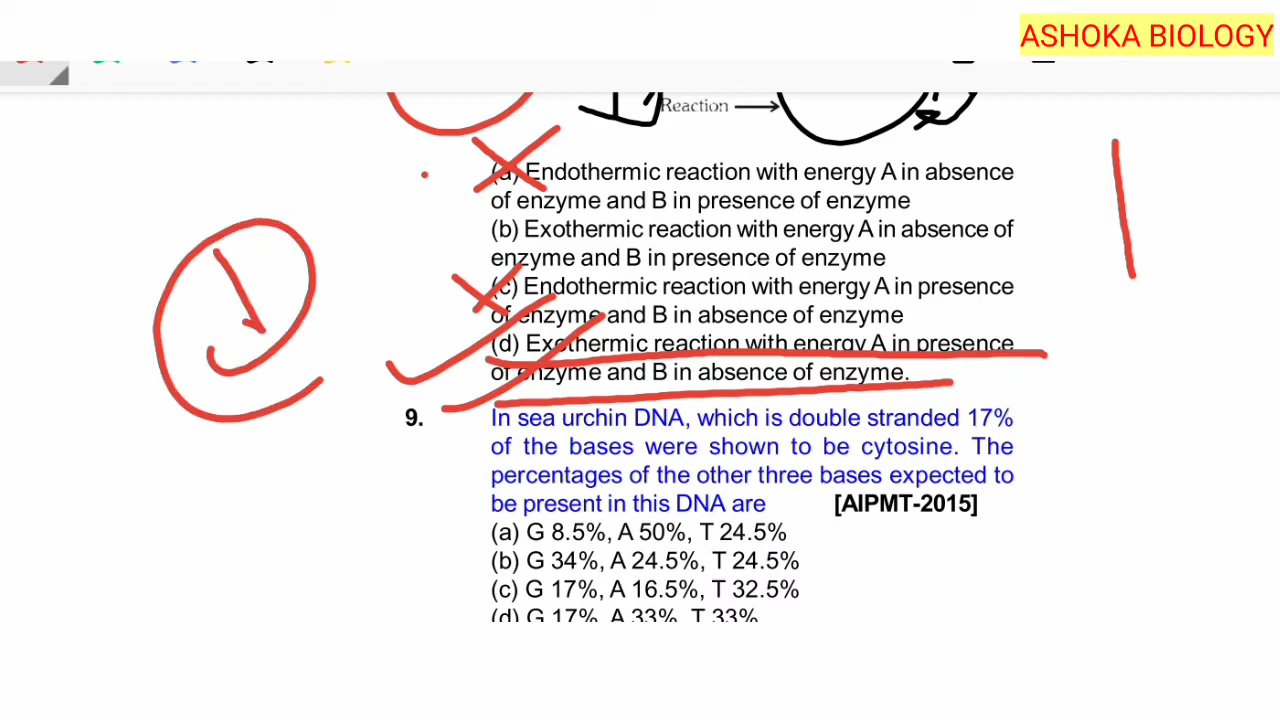 ASHOKA BIOLOGY
Reaction
(a) Endothermic reaction with energy A in absence
of enzyme and B in presence of enzyme
(b) Exothermic reaction with energy A in absence of
enzyme and B in presence of enzyme
(c) Endothermic reaction with energy A in presence
of enzyme and B in absence of enzyme
(d) Exothermic reaction with energy A in presence
of enzyme and B in absence of enzyme.
9. In sea urchin DNA, which is double stranded 17%
of the bases were shown to be cytosine. The
percentages of the other three bases expected to
be present in this DNA are [AIPMT-2015]
(a) G 8.5%, A 50%, T 24.5%
(b) G 34%, A 24.5%, T 24.5%
(c) G 17%, A 16.5%, T 32.5%
(d) G 17%, A 33%, T 33%